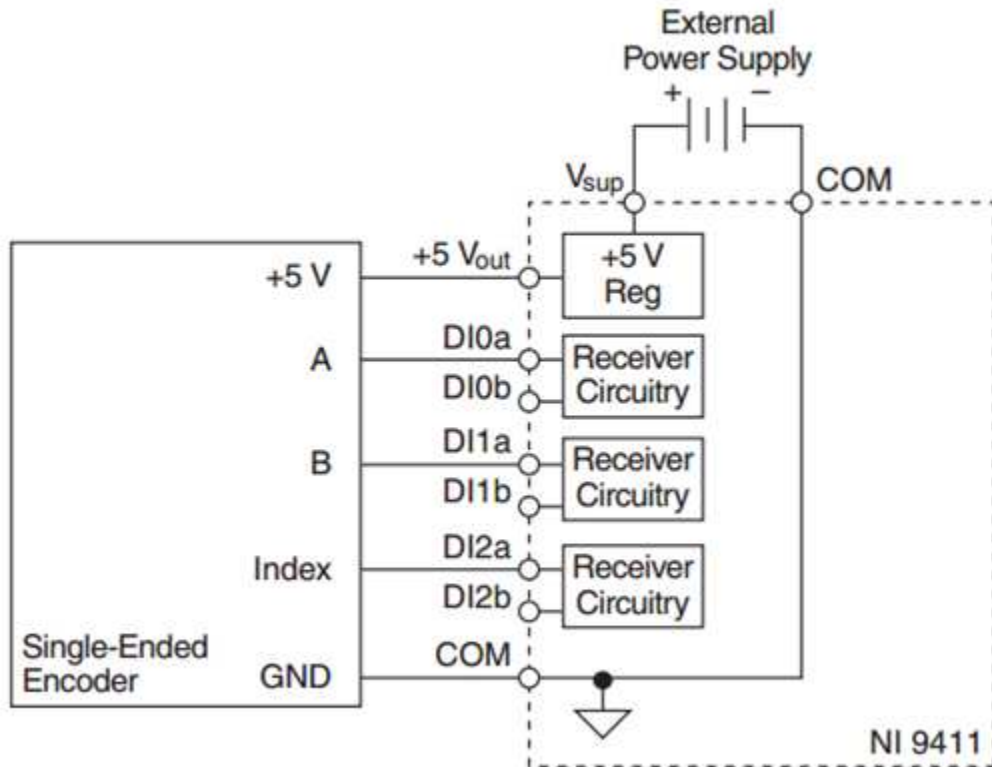 External
Power Supply
+ −
Vsup
COM
+5 V
+5 Vout
+5 V
Reg
A
DI0a
DI0b
Receiver
Circuitry
B
DI1a
DI1b
Receiver
Circuitry
Index
DI2a
DI2b
Receiver
Circuitry
Single-Ended
Encoder
GND
COM
NI 9411